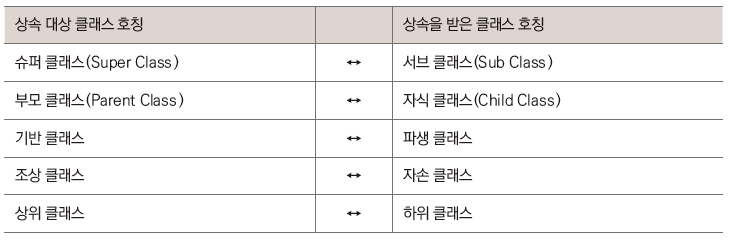 상속 대상 클래스 호칭 상속을 받은 클래스 호칭
슈퍼 클래스(Super Class) ↔ 서브 클래스(Sub Class)
부모 클래스(Parent Class) ↔ 자식 클래스(Child Class)
기반 클래스 ↔ 파생 클래스
조상 클래스 ↔ 자손 클래스
상위 클래스 ↔ 하위 클래스